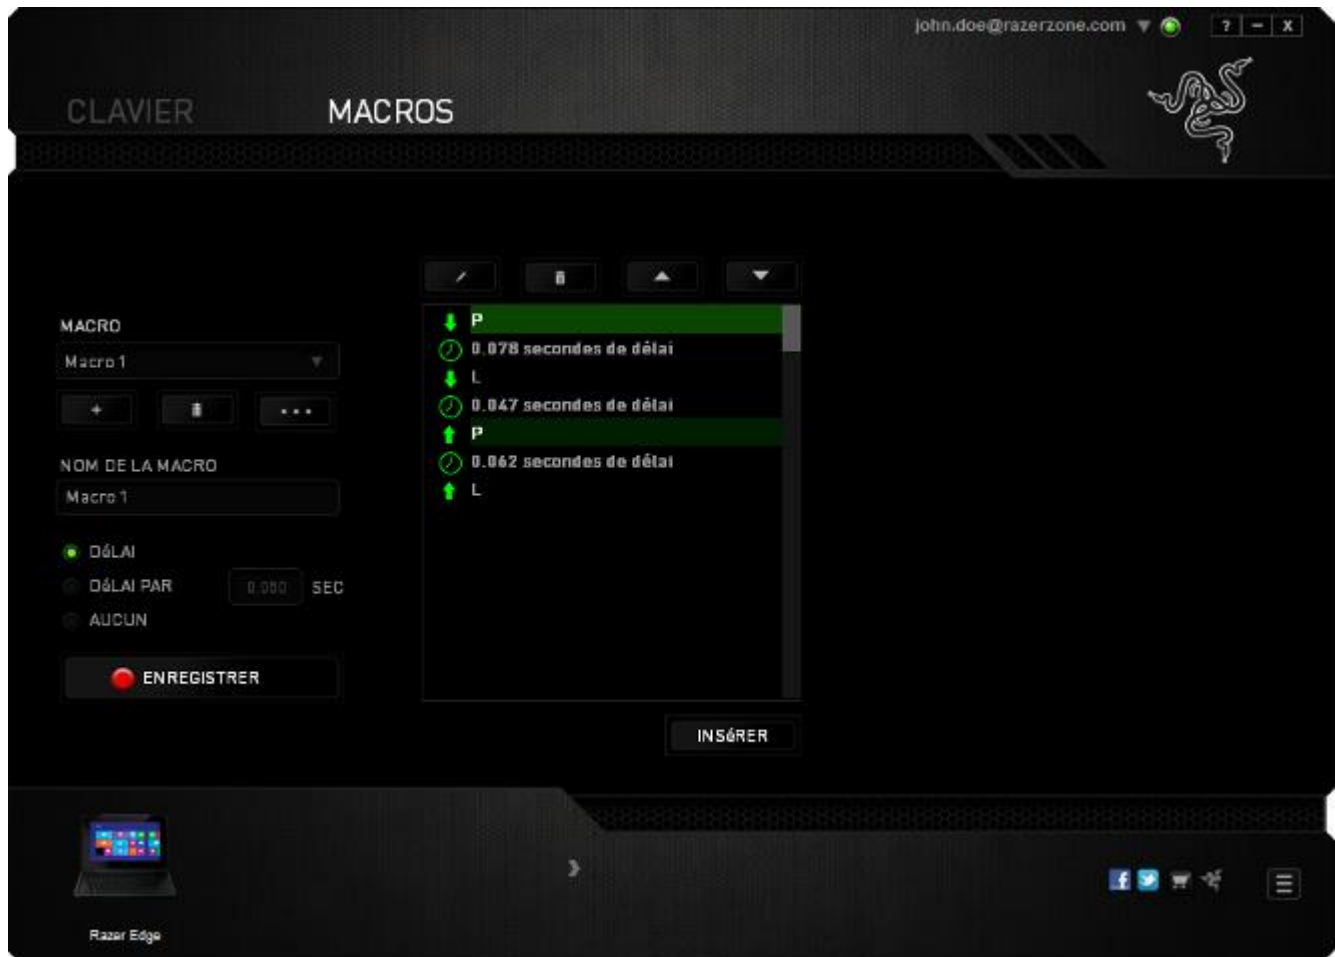 john.doe@razerzone.com
? – X
CLAVIER MACROS
MACRO
Macro 1
+ ...
NOM DE LA MACRO
Macro 1
DéLAI
DéLAI PAR 0.050 SEC
AUCUN
ENREGISTRER
P
0.078 secondes de délai
L
0.047 secondes de délai
P
0.062 secondes de délai
L
INSéRER
Razer Edge